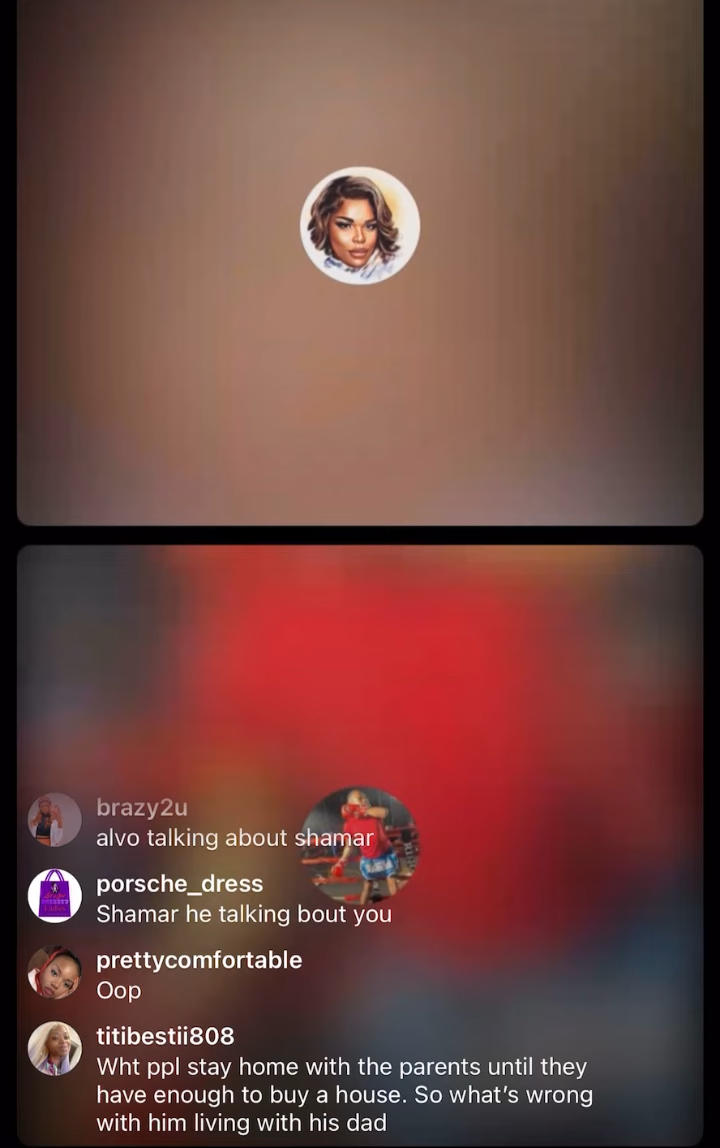 brazy2u
alvo talking about shamar
porsche_dress
Shamar he talking bout you
prettycomfortable
Oop
titibestii808
Wht ppl stay home with the parents until they
have enough to buy a house. So what’s wrong
with him living with his dad